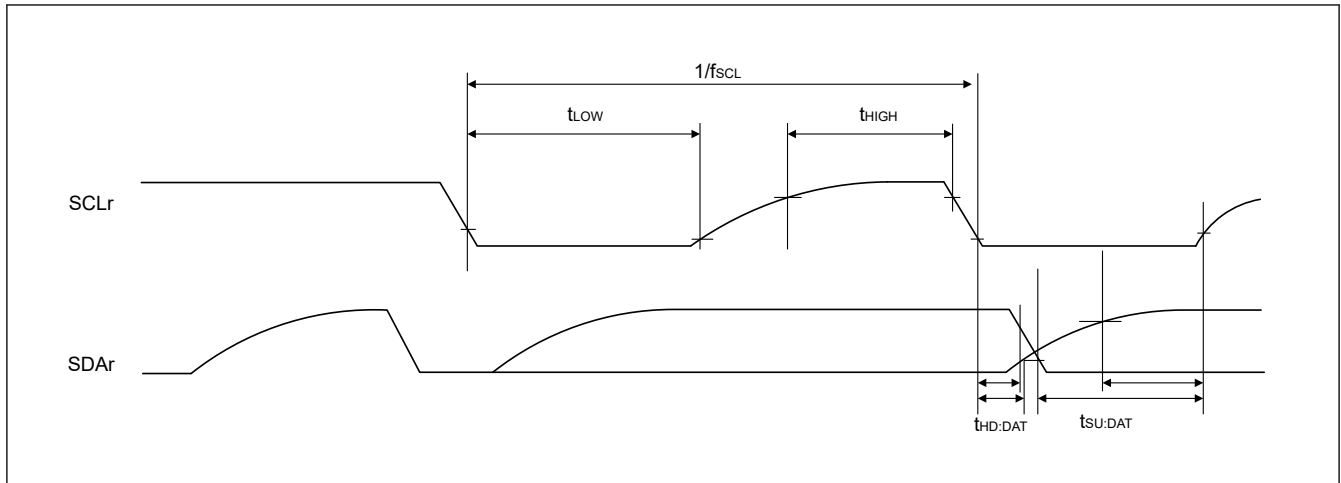 1/fSCL
tLOW
tHIGH
SCLr
SDAr
tHD:DAT
tSU:DAT